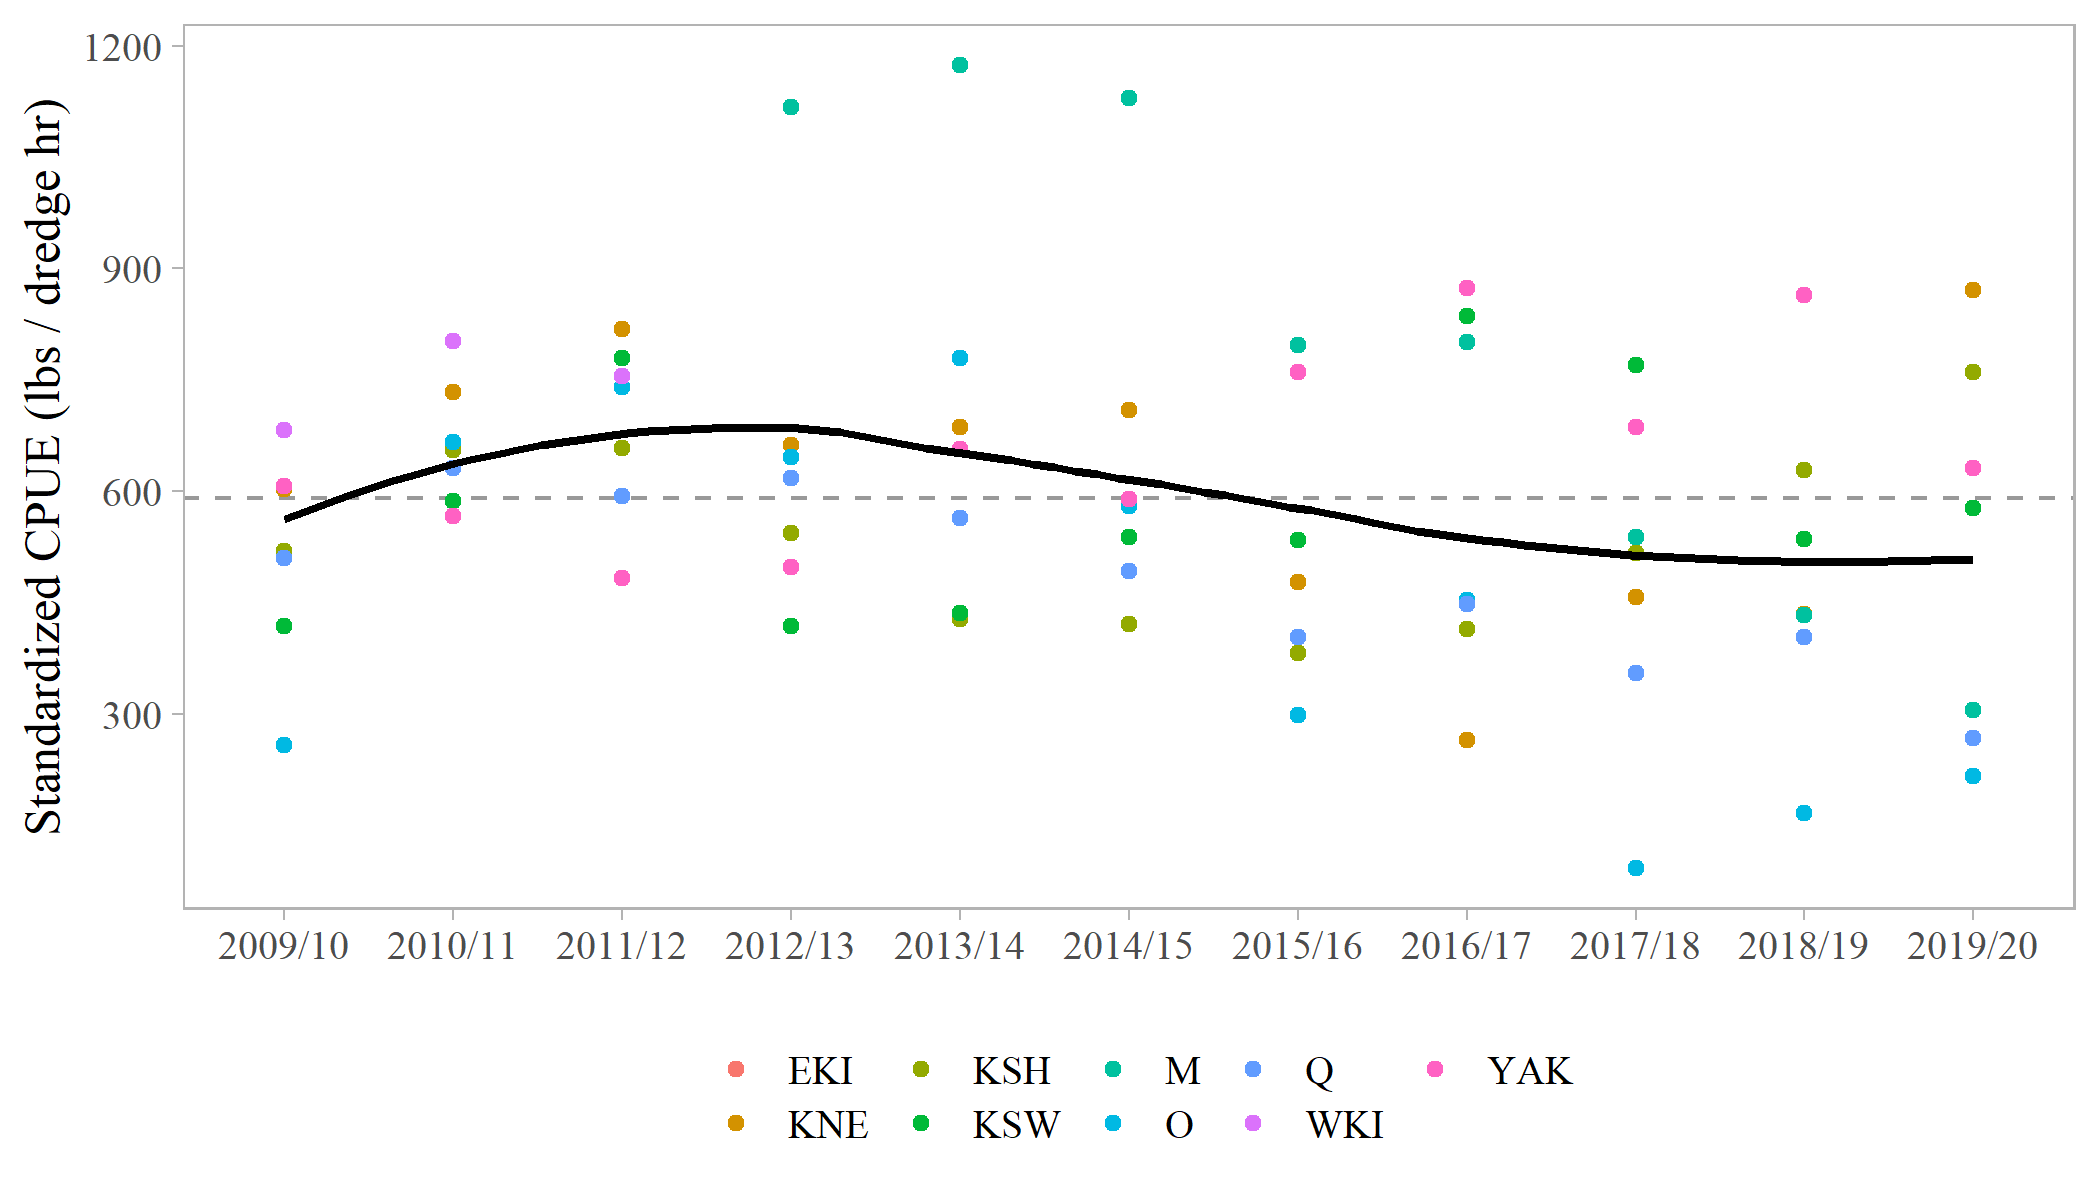 Standardized CPUE (lbs / dredge hr)
1200
900
600
300
2009/10 2010/11 2011/12 2012/13 2013/14 2014/15 2015/16 2016/17 2017/18 2018/19 2019/20
EKI KSH M Q YAK
KNE KSW O WKI